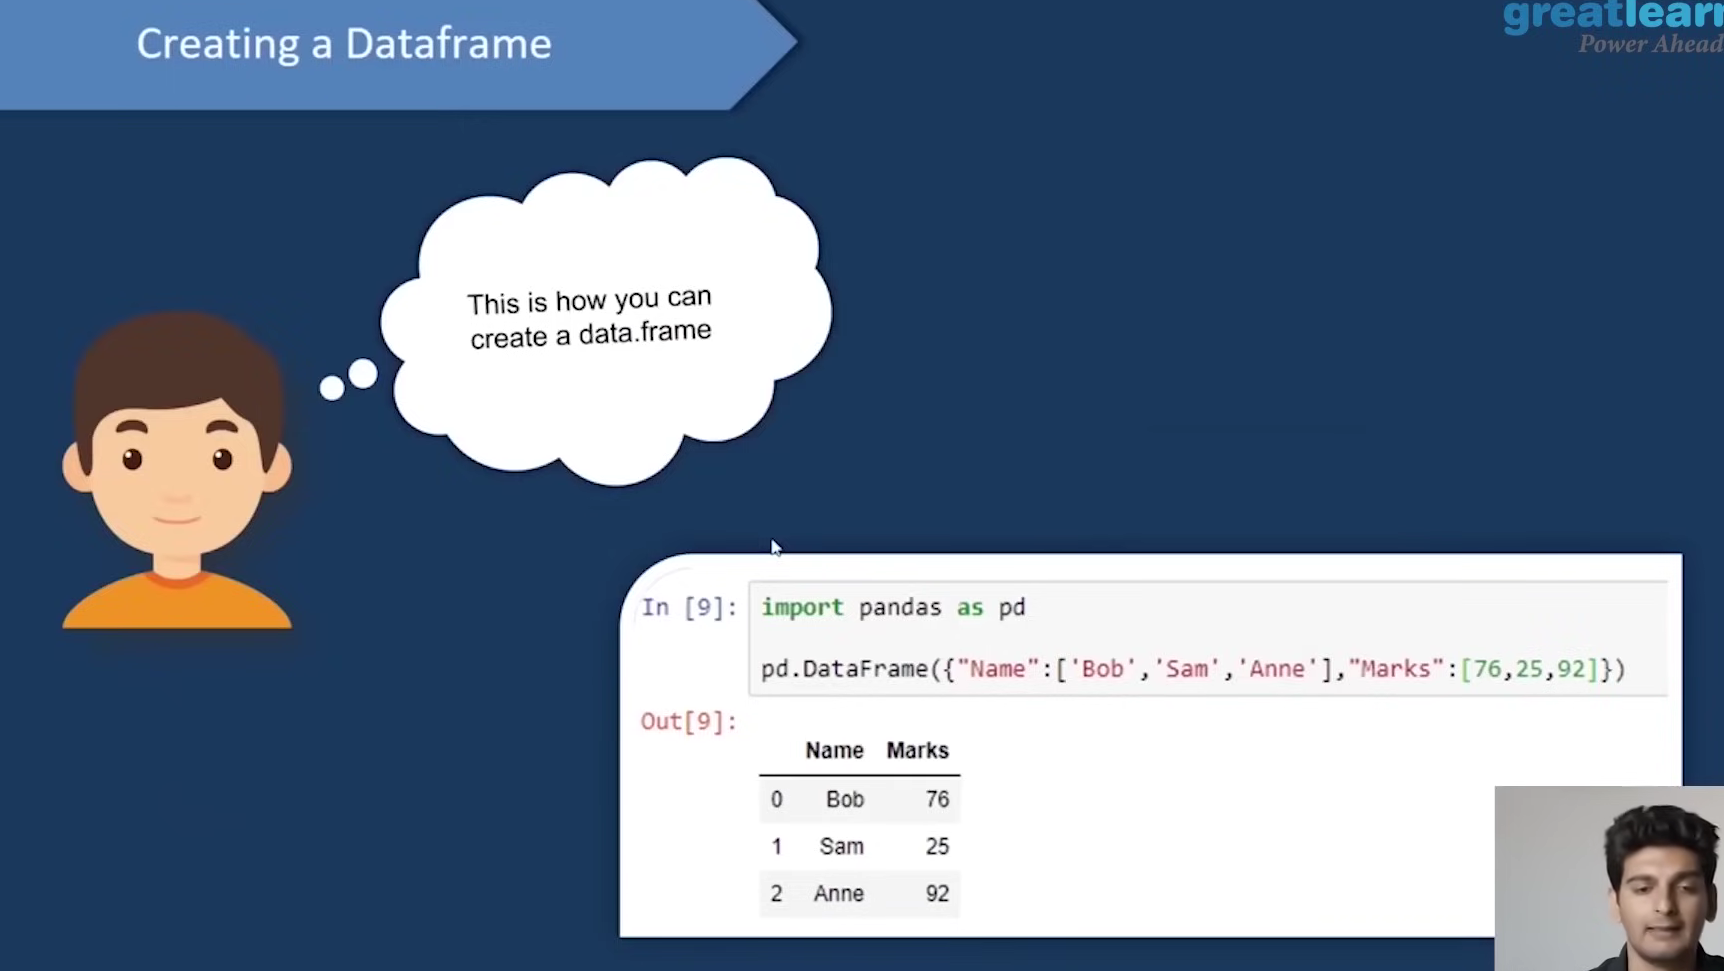 Creating a Dataframe
greatlearn
Power Ahead
This is how you can
create a data.frame
In [9]: import pandas as pd
pd.DataFrame({"Name":['Bob','Sam','Anne'],"Marks":[76,25,92]})
Out[9]:
Name Marks
0 Bob 76
1 Sam 25
2 Anne 92